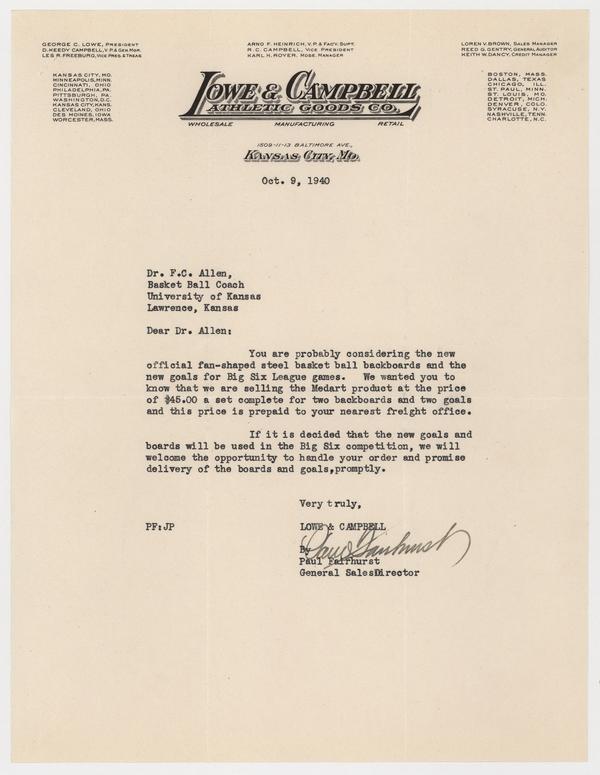 GEORGE C. LOWE, PRESIDENT
D. KEEDY CAMPBELL, V.P. & GEN. MGR.
LES R. FREEBURG, VICE PRES. & TREAS
ARNO F. HEINRICH, V.P. & FACY. SUPT.
R.C. CAMPBELL, VICE PRESIDENT
KARL H. ROYER, MDSE. MANAGER
LOREN V. BROWN, SALES MANAGER
REED G. GENTRY, GENERAL AUDITOR
KEITH W. DANCY, CREDIT MANAGER
KANSAS CITY, MO.
MINNEAPOLIS, MINN.
CINCINNATI, OHIO
PHILADELPHIA, PA.
PITTSBURGH, PA.
WASHINGTON, D.C.
KANSAS CITY, KANS.
CLEVELAND, OHIO
DES MOINES, IOWA
WORCESTER, MASS.
LOWE & CAMPBELL
ATHLETIC GOODS CO.
WHOLESALE MANUFACTURING RETAIL
BOSTON, MASS.
DALLAS, TEXAS
CHICAGO, ILL.
ST. PAUL, MINN.
ST. LOUIS, MO.
DETROIT, MICH.
DENVER, COLO.
SYRACUSE, N.Y.
NASHVILLE, TENN.
CHARLOTTE, N.C.
1509-11-13 BALTIMORE AVE.,
KANSAS CITY, MO.
Oct. 9, 1940
Dr. F.C. Allen,
Basket Ball Coach
University of Kansas
Lawrence, Kansas
Dear Dr. Allen:
You are probably considering the new
official fan-shaped steel basket ball backboards and the
new goals for Big Six League games. We wanted you to
know that we are selling the Medart product at the price
of $45.00 a set complete for two backboards and two goals
and this price is prepaid to your nearest freight office.
If it is decided that the new goals and
boards will be used in the Big Six competition, we will
welcome the opportunity to handle your order and promise
delivery of the boards and goals,promptly.
Very truly,
PF:JP LOWE & CAMPBELL
By Paul Fairhurst
Paul Fairhurst
General SalesDirector